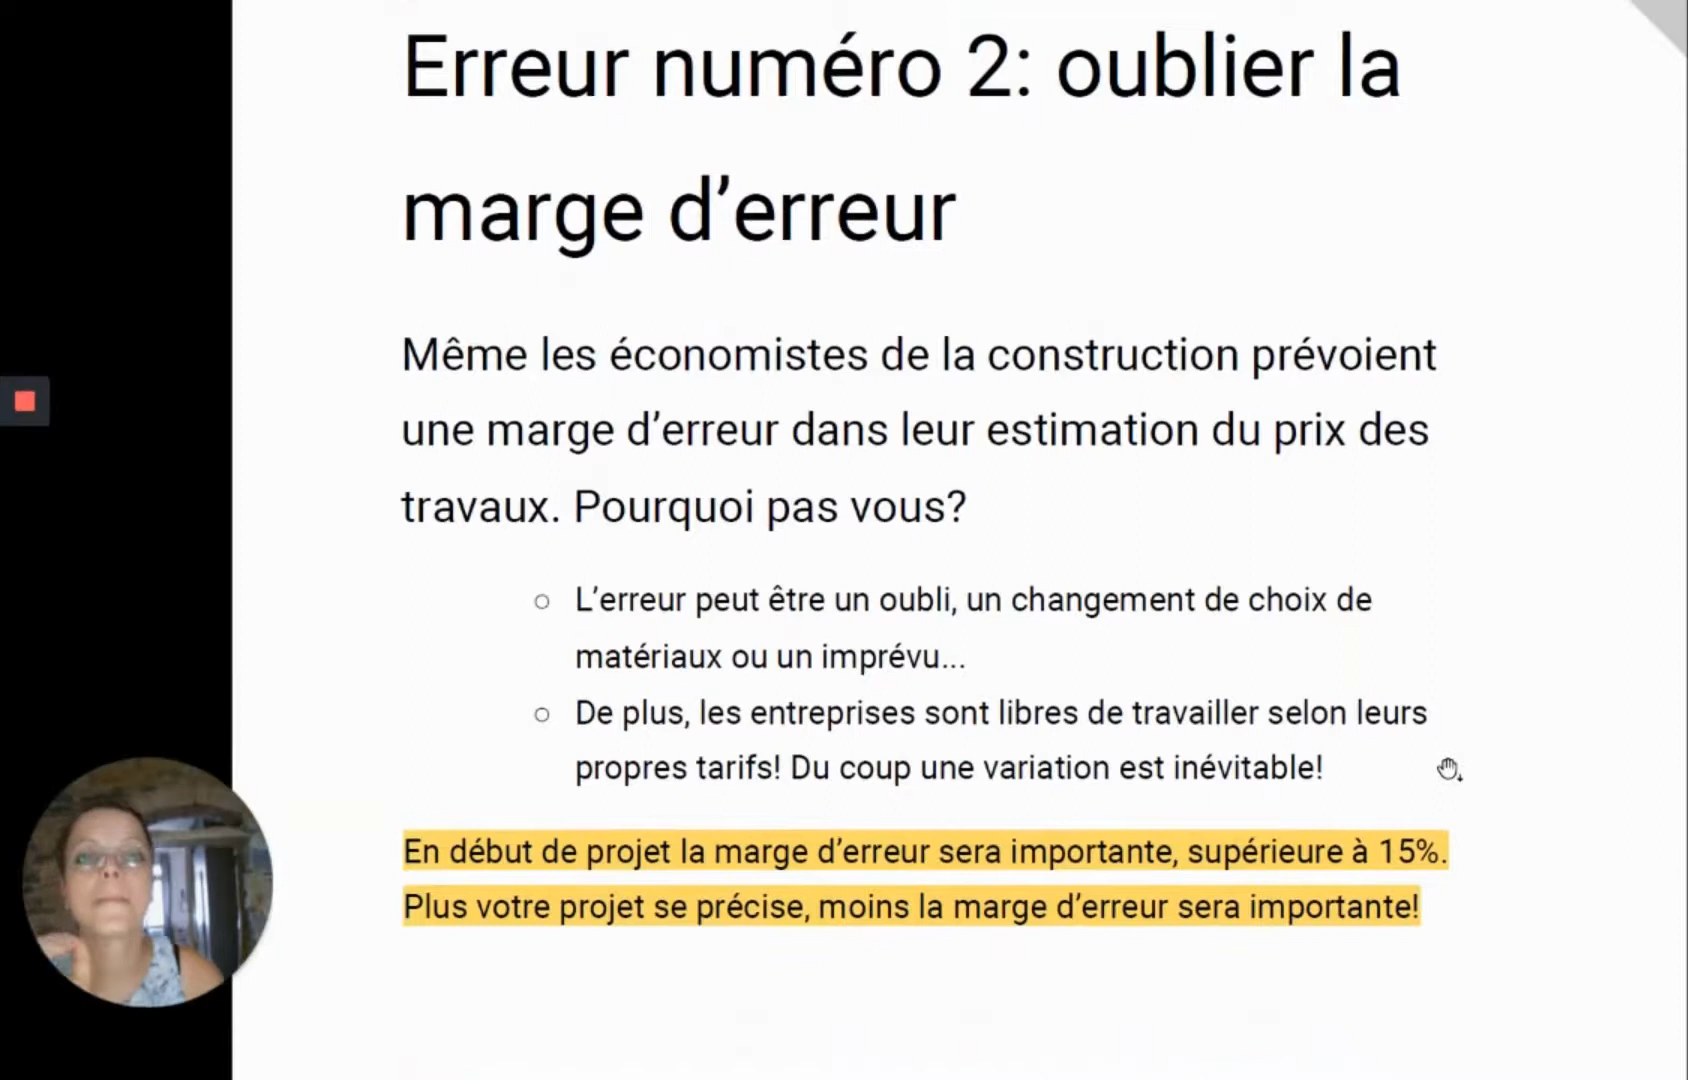 Erreur numéro 2: oublier la
marge d’erreur
Même les économistes de la construction prévoient
une marge d’erreur dans leur estimation du prix des
travaux. Pourquoi pas vous?
L’erreur peut être un oubli, un changement de choix de
matériaux ou un imprévu...
De plus, les entreprises sont libres de travailler selon leurs
propres tarifs! Du coup une variation est inévitable!
En début de projet la marge d’erreur sera importante, supérieure à 15%.
Plus votre projet se précise, moins la marge d’erreur sera importante!